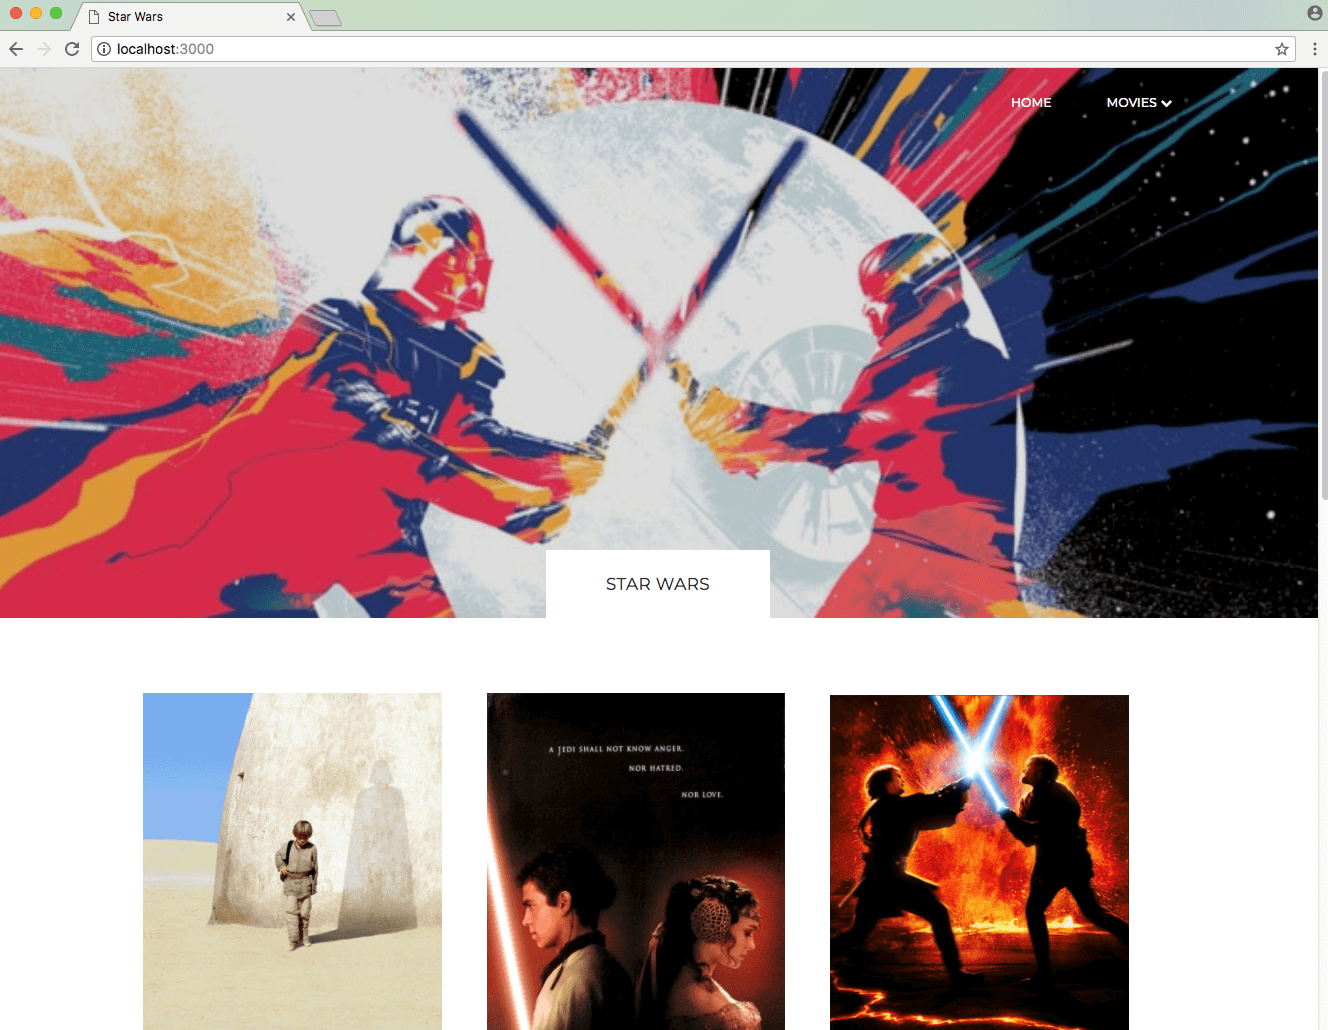 Star Wars
localhost:3000
HOME MOVIES
STAR WARS
A JEDI SHALL NOT KNOW ANGER.
NOR HATRED.
NOR LOVE.